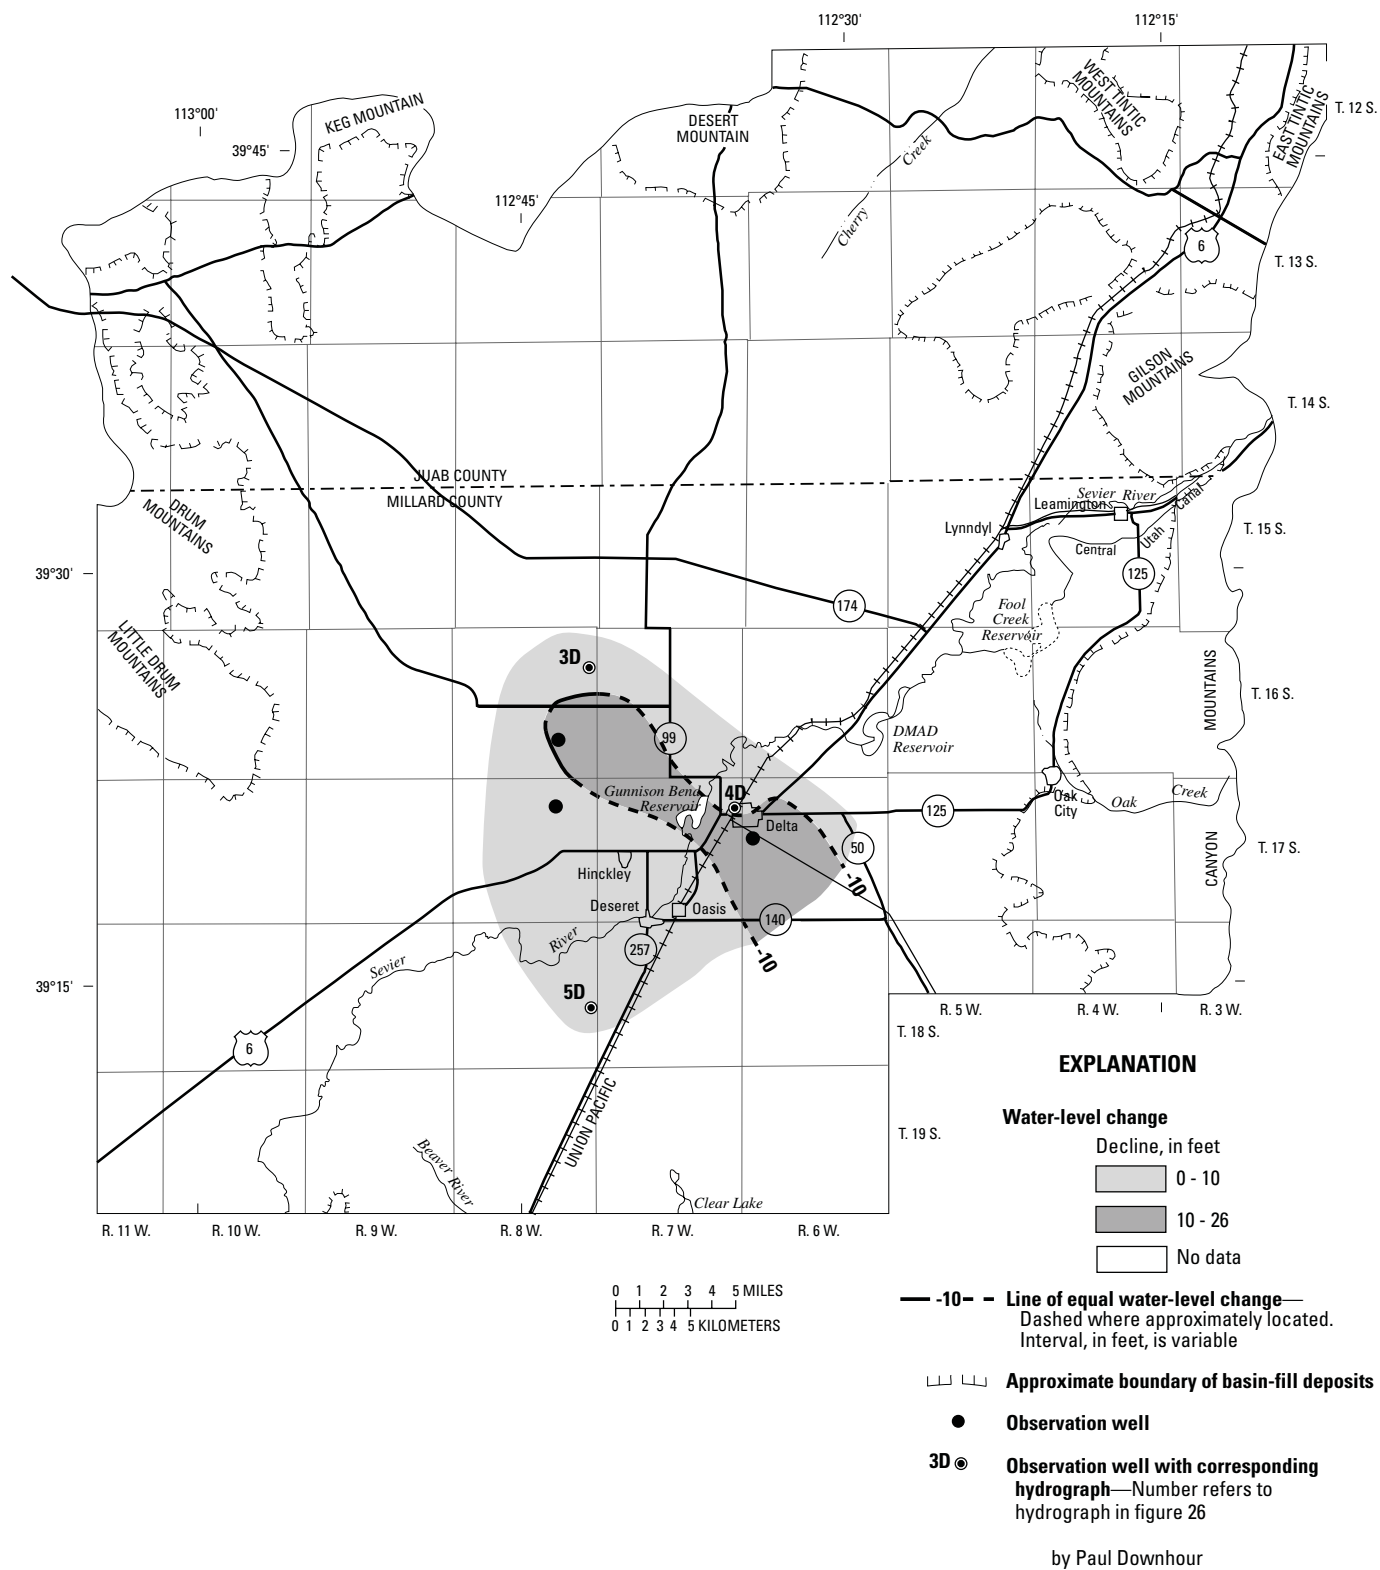 112°30'
112°15'
WEST TINTIC
MOUNTAINS
EAST TINTIC
MOUNTAINS
T. 12 S.
KEG MOUNTAIN
DESERT
MOUNTAIN
113°00'
39°45'
Creek
Cherry
112°45'
6
T. 13 S.
GILSON
MOUNTAINS
T. 14 S.
JUAB COUNTY
MILLARD COUNTY
DRUM
MOUNTAINS
Sevier River
Leamington
Canal
Lynndyl
Central
Utah
T. 15 S.
39°30'
125
174
Fool
Creek
Reservoir
LITTLE DRUM
MOUNTAINS
3D
MOUNTAINS
T. 16 S.
99
DMAD
Reservoir
Gunnison Bend
Reservoir
4D
Delta
125
Oak
City
Oak
Creek
50
CANYON
T. 17 S.
Hinckley
-10
Deseret
Oasis
140
River
257
-10
Sevier
39°15'
5D
R. 5 W.
R. 4 W.
R. 3 W.
T. 18 S.
6
UNION PACIFIC
T. 19 S.
Beaver River
Clear Lake
R. 11 W.
R. 10 W.
R. 9 W.
R. 8 W.
R. 7 W.
R. 6 W.
0 1 2 3 4 5 MILES
0 1 2 3 4 5 KILOMETERS
EXPLANATION
Water-level change
Decline, in feet
0 - 10
10 - 26
No data
-10 Line of equal water-level change—
Dashed where approximately located.
Interval, in feet, is variable
Approximate boundary of basin-fill deposits
Observation well
3D Observation well with corresponding
hydrograph—Number refers to
hydrograph in figure 26
by Paul Downhour